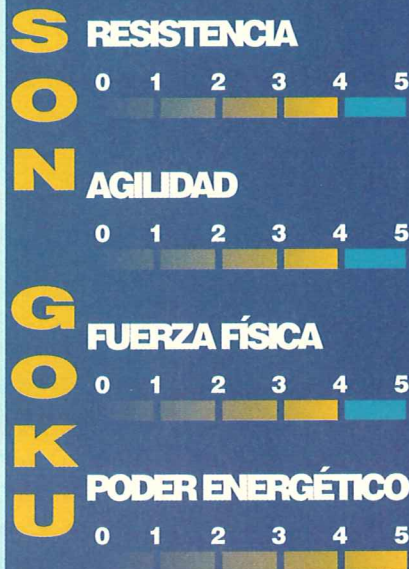 SON GOKU
RESISTENCIA
0 1 2 3 4 5
AGILIDAD
0 1 2 3 4 5
FUERZA FÍSICA
0 1 2 3 4 5
PODER ENERGÉTICO
0 1 2 3 4 5